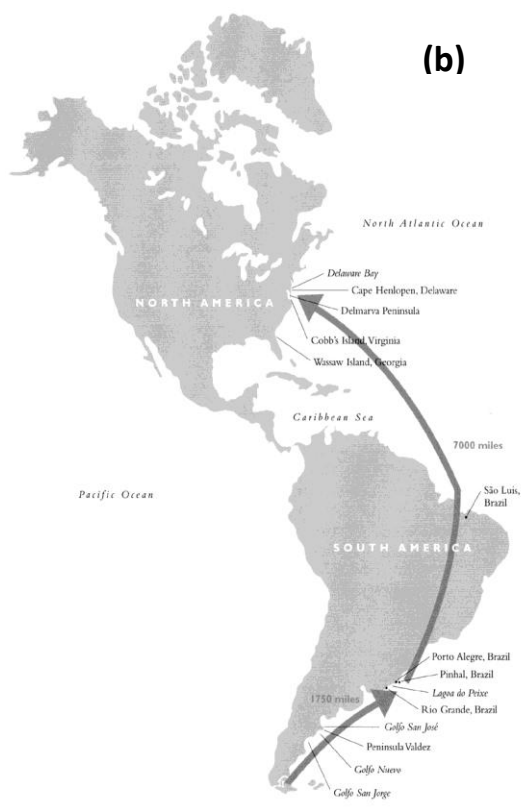 (b)
North Atlantic Ocean
Delaware Bay
Cape Henlopen, Delaware
NORTH AMERICA
Delmarva Peninsula
Cobb's Island, Virginia
Wassaw Island, Georgia
Caribbean Sea
7000 miles
Pacific Ocean
São Luis,
Brazil
SOUTH AMERICA
Porto Alegre, Brazil
Pinhal, Brazil
Lagoa do Peixe
1750 miles
Rio Grande, Brazil
Golfo San José
Peninsula Valdez
Golfo Nuevo
Golfo San Jorge